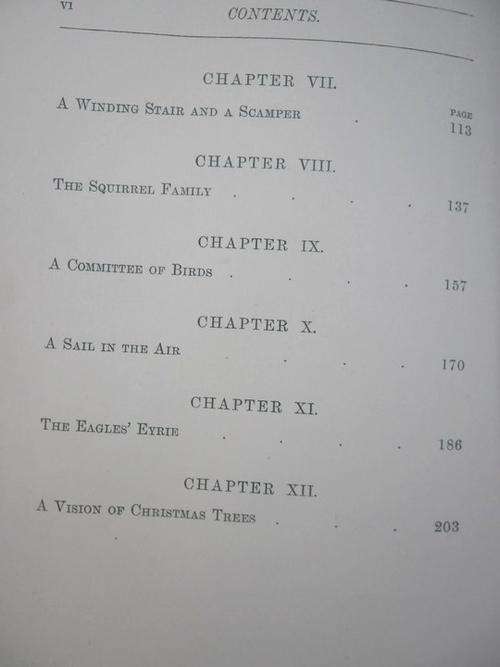 VI
CONTENTS.
CHAPTER VII.
PAGE
A WINDING STAIR AND A SCAMPER . 113
CHAPTER VIII.
THE SQUIRREL FAMILY . . . . 137
CHAPTER IX.
A COMMITTEE OF BIRDS . . . . 157
CHAPTER X.
A SAIL IN THE AIR . . . . 170
CHAPTER XI.
THE EAGLES' EYRIE . . . . 186
CHAPTER XII.
A VISION OF CHRISTMAS TREES . . . 203